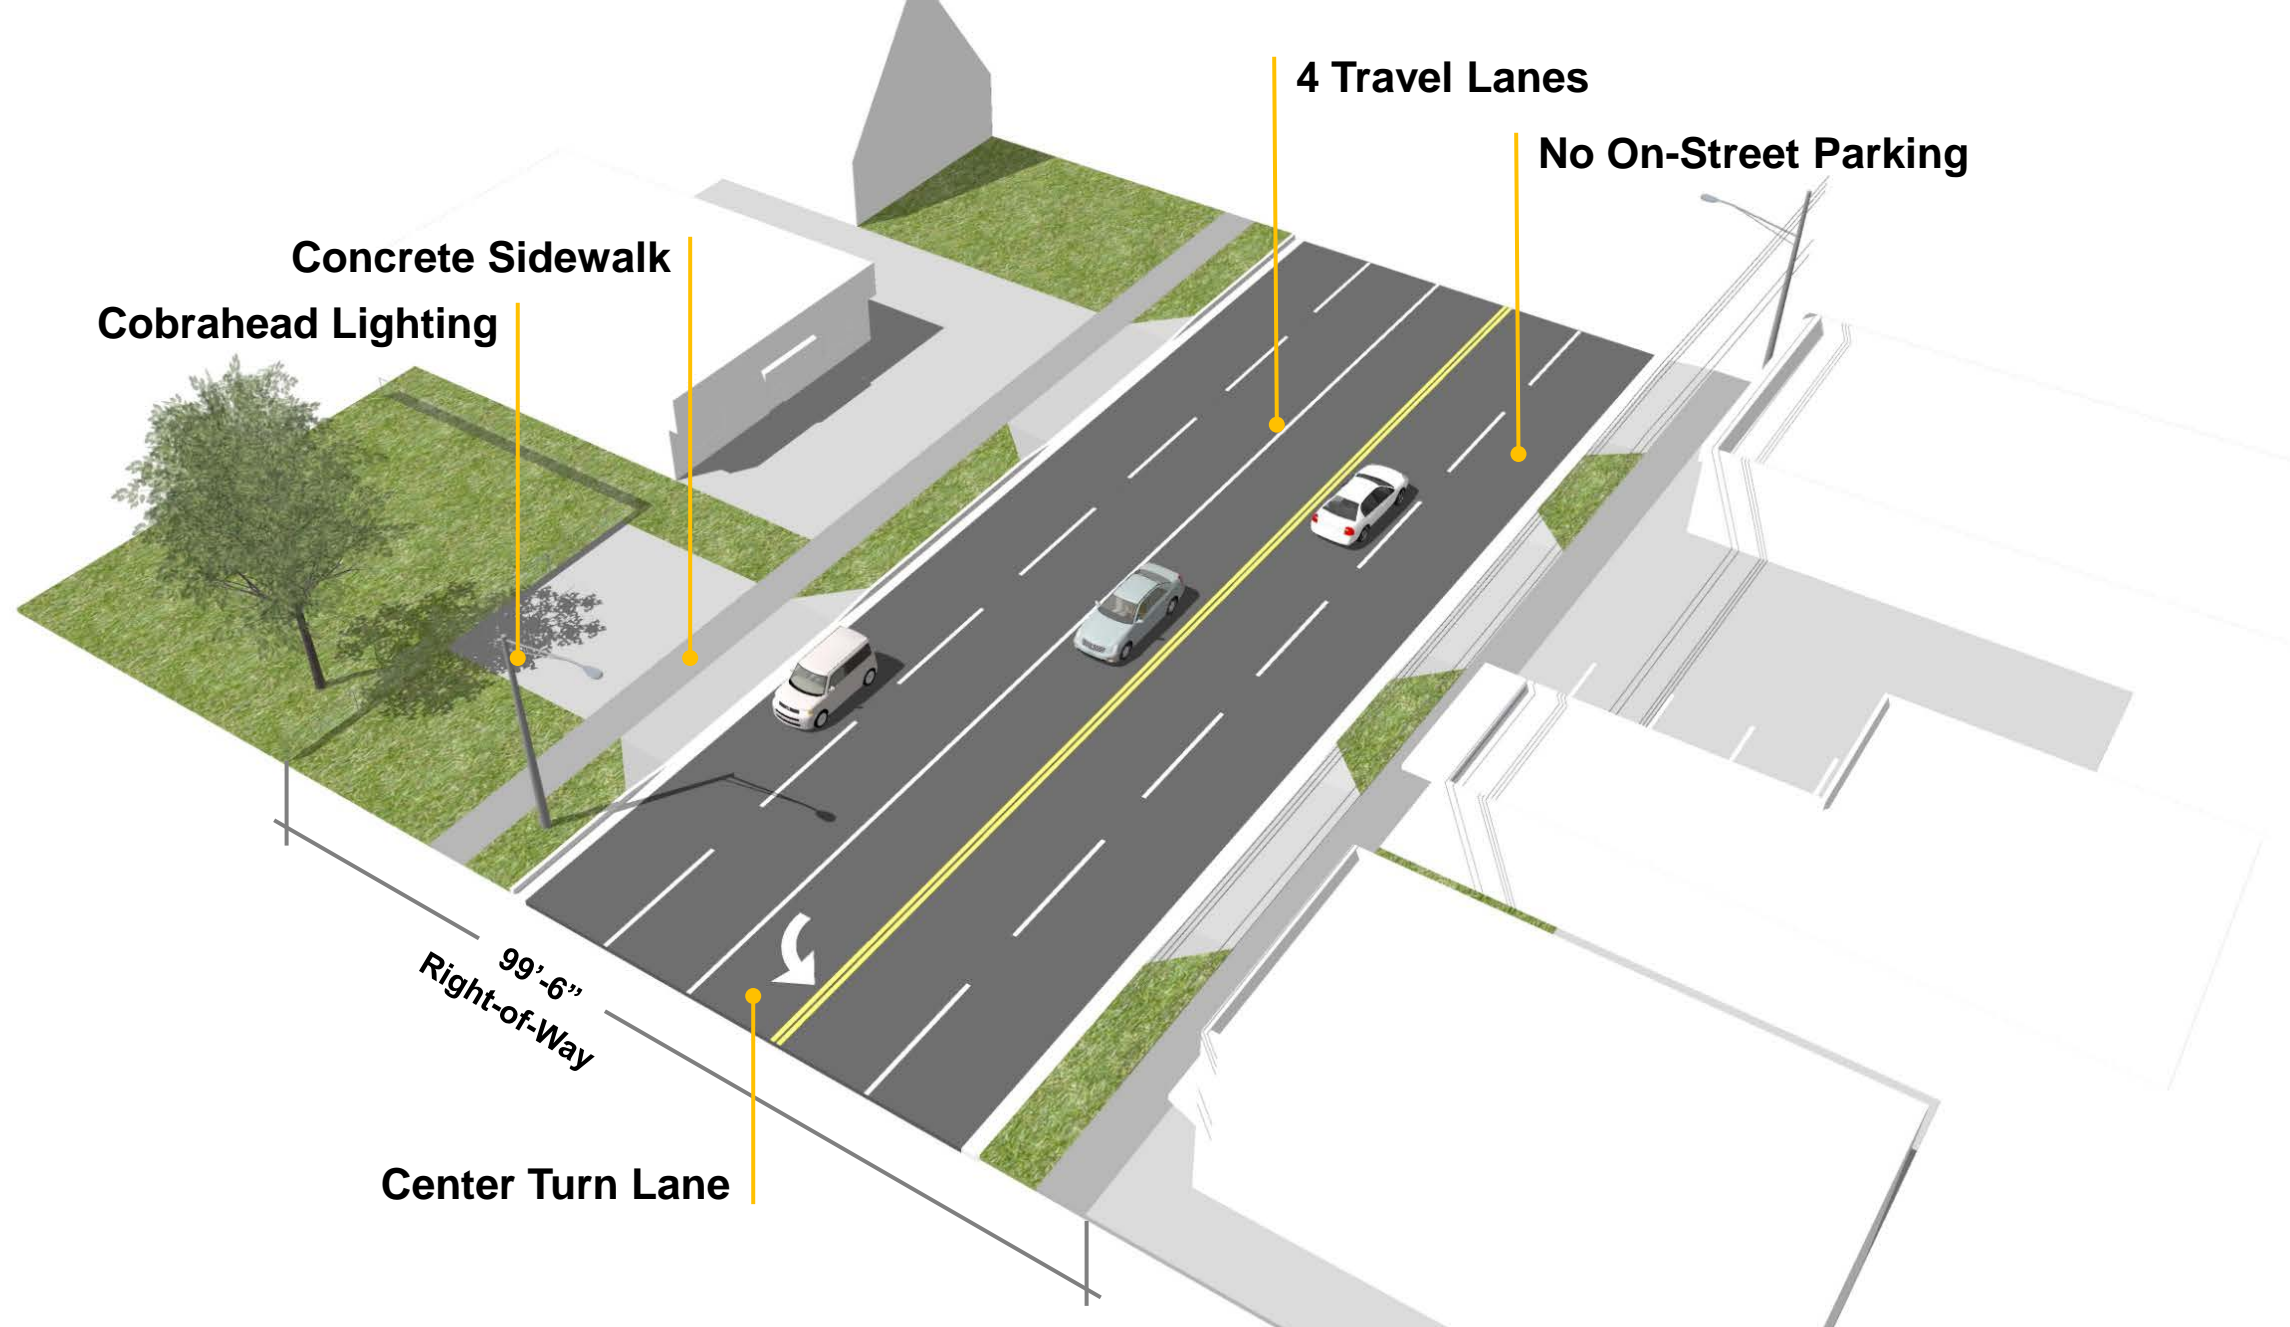 4 Travel Lanes
No On-Street Parking
Concrete Sidewalk
Cobrahead Lighting
99’-6”
Right-of-Way
Center Turn Lane